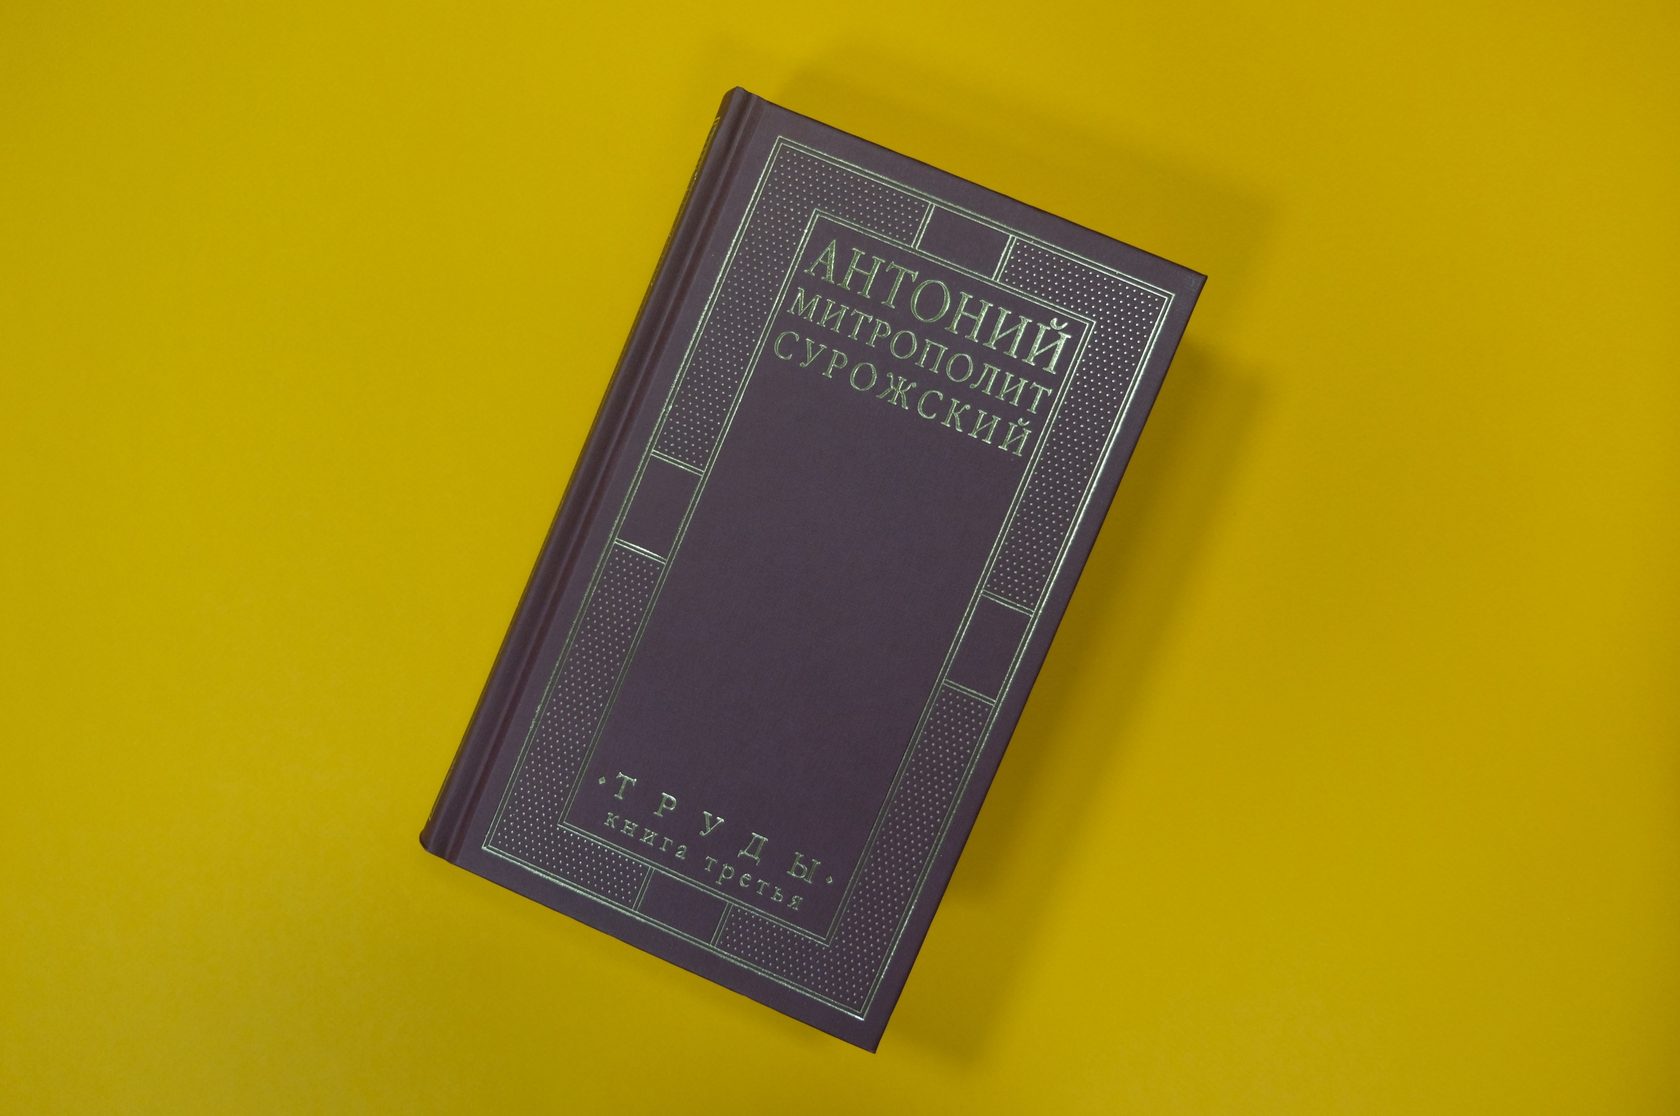 АНТОНИЙ
МИТРОПОЛИТ
СУРОЖСКИЙ
ТРУДЫ
книга третья